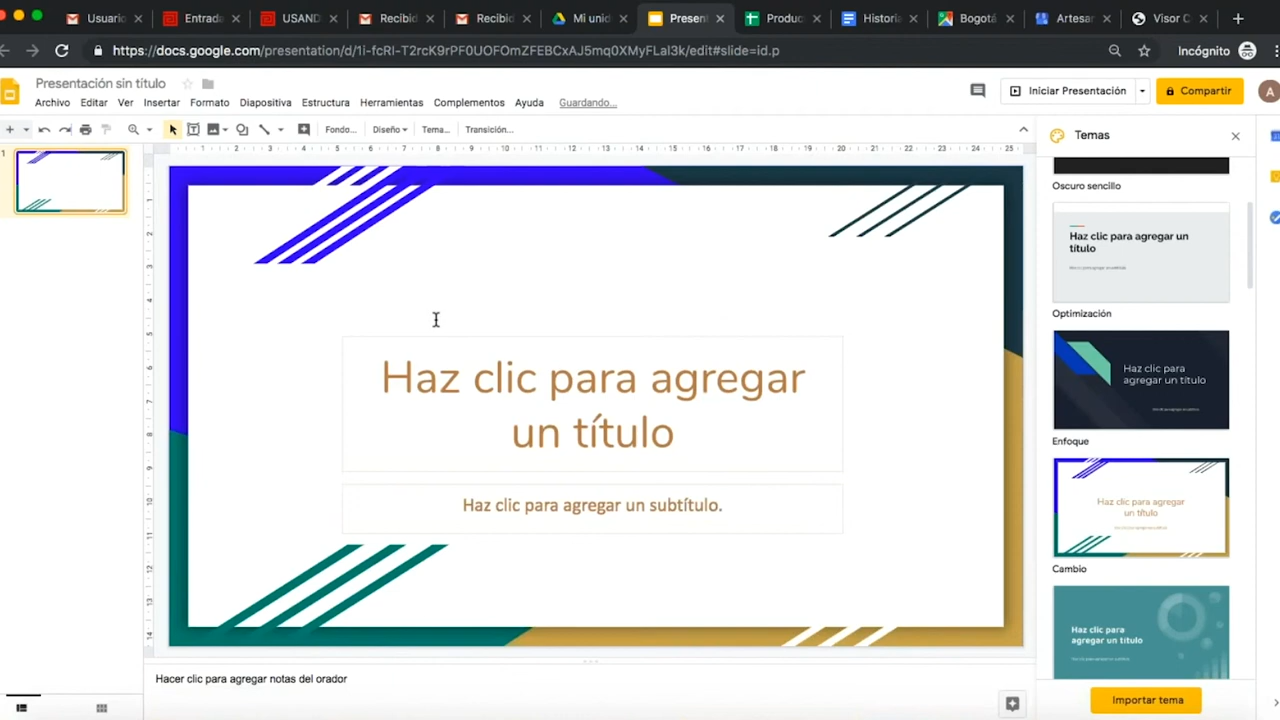 Usuario
Entrada
USAND
Recibid
Recibid
Mi unid
Present
Product
Historia
Bogotá
Artesar
Visor C
https://docs.google.com/presentation/d/1i-fcRI-T2rcK9rPF0UOFOmZFEBCxAJ5mq0XMyFLal3k/edit#slide=id.p
Incógnito
Presentación sin título
Iniciar Presentación
Compartir
A
Archivo Editar Ver Insertar Formato Diapositiva Estructura Herramientas Complementos Ayuda Guardando...
Fondo... Diseño Tema... Transición...
Temas
1
Oscuro sencillo
Haz clic para agregar un
título
Optimización
Haz clic para
agregar un título
Enfoque
Haz clic para agregar
un título
Cambio
Haz clic para
agregar un título
Importar tema
Haz clic para agregar
un título
Haz clic para agregar un subtítulo.
Hacer clic para agregar notas del orador